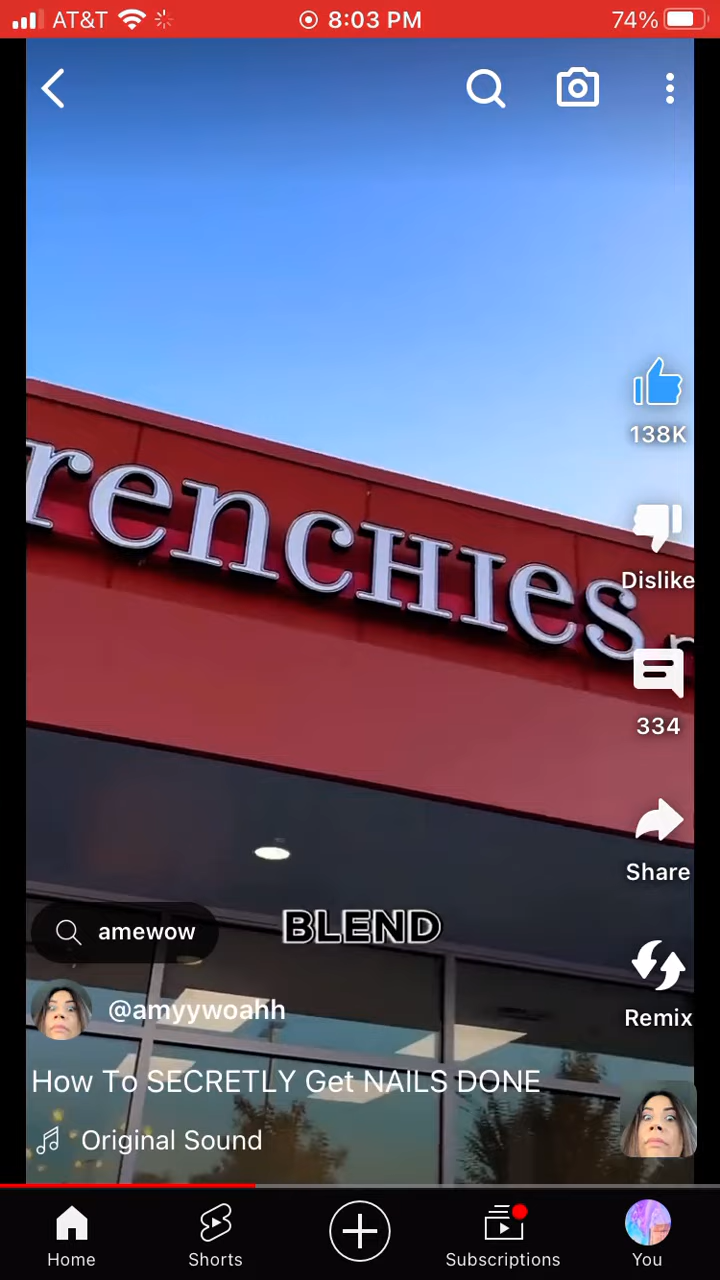 AT&T 8:03 PM 74%
138K
renCHIes
Dislike
334
Share
amewow
BLEND
@amyywoahh
Remix
How To SECRETLY Get NAILS DONE
Original Sound
Home Shorts Subscriptions You